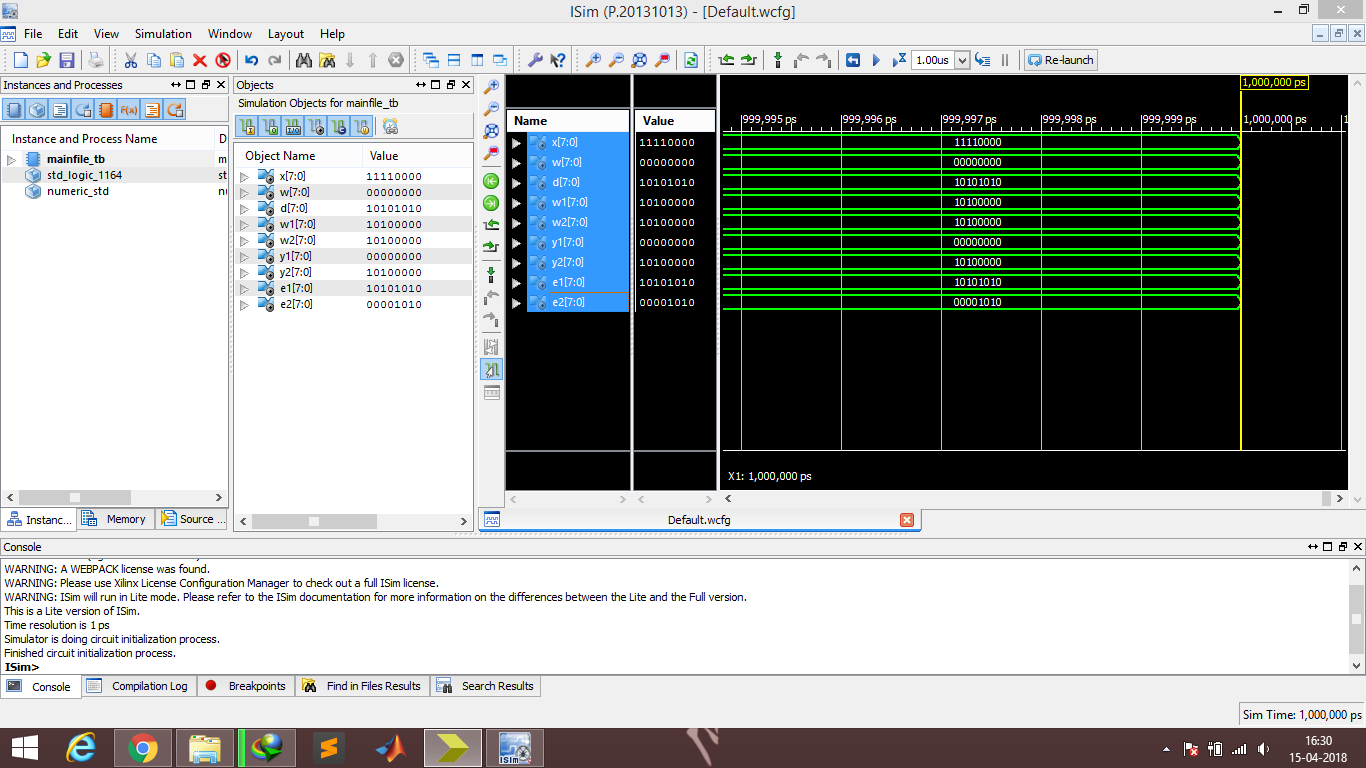 ISim (P.20131013) - [Default.wcfg]
File Edit View Simulation Window Layout Help
1.00us Re-launch
Instances and Processes
Instance and Process Name D
mainfile_tb m
std_logic_1164 st
numeric_std nu
Instanc... Memory Source ...
Objects
Simulation Objects for mainfile_tb
Object Name Value
x[7:0] 11110000
w[7:0] 00000000
d[7:0] 10101010
w1[7:0] 10100000
w2[7:0] 10100000
y1[7:0] 00000000
y2[7:0] 10100000
e1[7:0] 10101010
e2[7:0] 00001010
1,000,000 ps
Name Value 999,995 ps 999,996 ps 999,997 ps 999,998 ps 999,999 ps 1,000,000 ps 1
x[7:0] 11110000 11110000
w[7:0] 00000000 00000000
d[7:0] 10101010 10101010
w1[7:0] 10100000 10100000
w2[7:0] 10100000 10100000
y1[7:0] 00000000 00000000
y2[7:0] 10100000 10100000
e1[7:0] 10101010 10101010
e2[7:0] 00001010 00001010
X1: 1,000,000 ps
Default.wcfg
Console
WARNING: A WEBPACK license was found.
WARNING: Please use Xilinx License Configuration Manager to check out a full ISim license.
WARNING: ISim will run in Lite mode. Please refer to the ISim documentation for more information on the differences between the Lite and the Full version.
This is a Lite version of ISim.
Time resolution is 1 ps
Simulator is doing circuit initialization process.
Finished circuit initialization process.
ISim>
Console Compilation Log Breakpoints Find in Files Results Search Results
Sim Time: 1,000,000 ps
ISim
16:30
15-04-2018